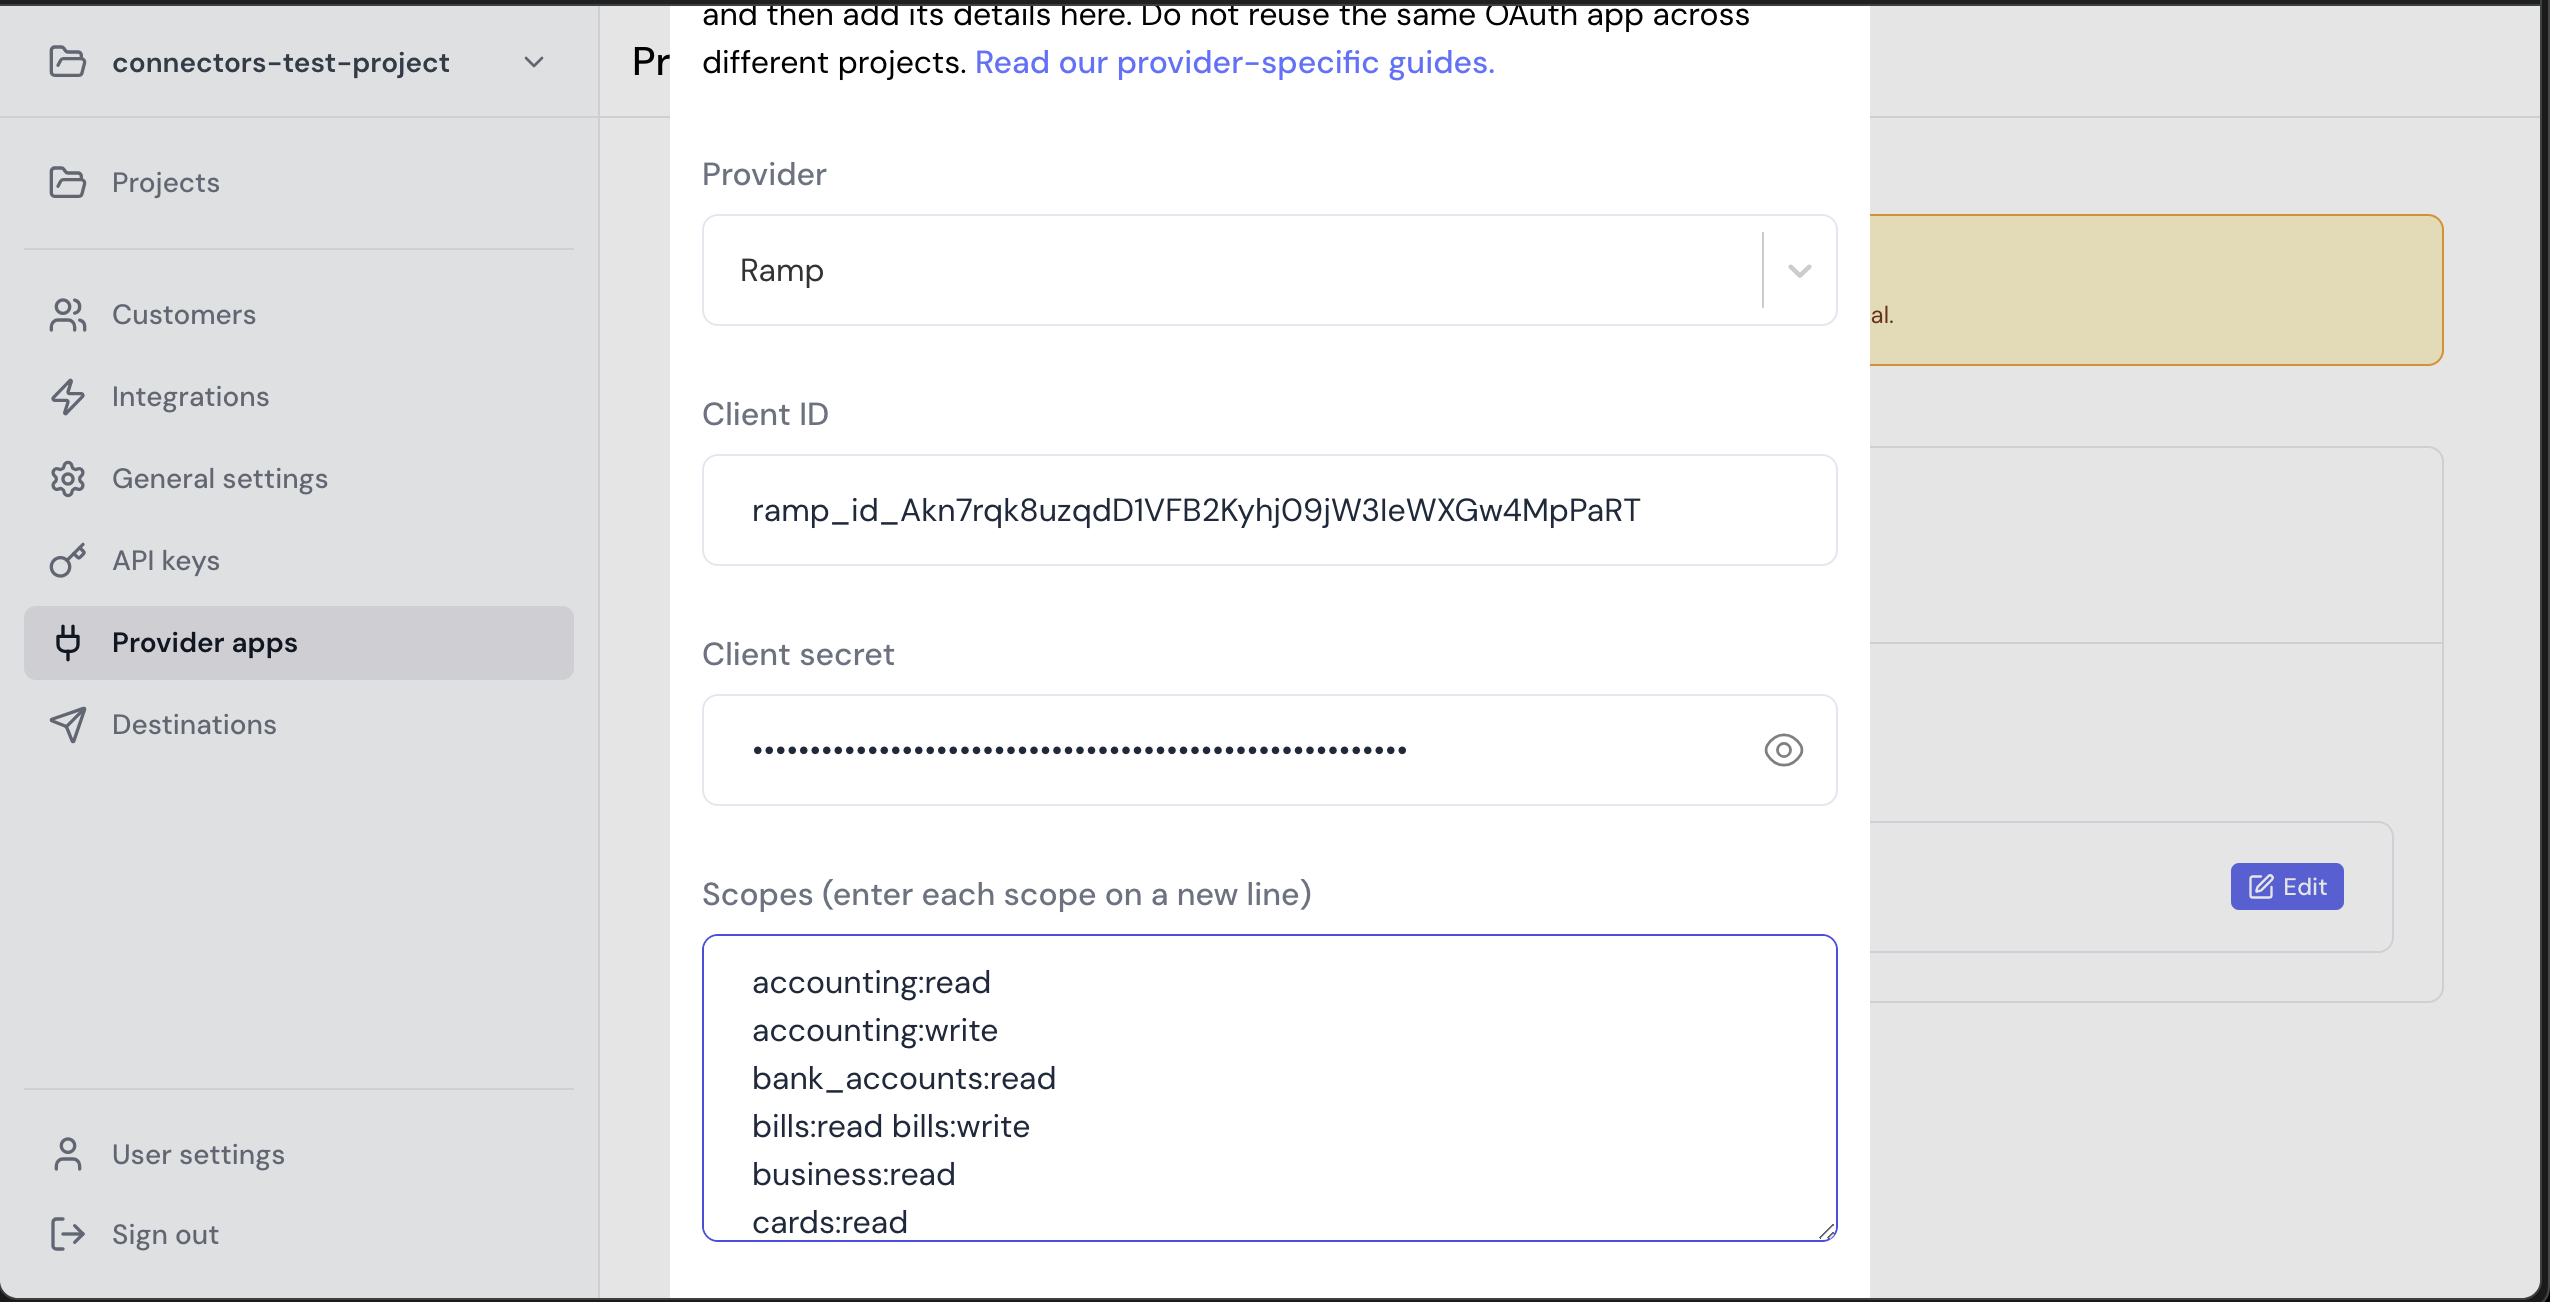 connectors-test-project
Projects
Customers
Integrations
General settings
API keys
Provider apps
Destinations
User settings
Sign out
Pr
and then add its details here. Do not reuse the same OAuth app across
different projects. Read our provider-specific guides.
Provider
Ramp
Client ID
ramp_id_Akn7rqk8uzqdD1VFB2Kyhj09jW3IeWXGw4MpPaRT
Client secret
Scopes (enter each scope on a new line)
accounting:read
accounting:write
bank_accounts:read
bills:read bills:write
business:read
cards:read
al.
Edit